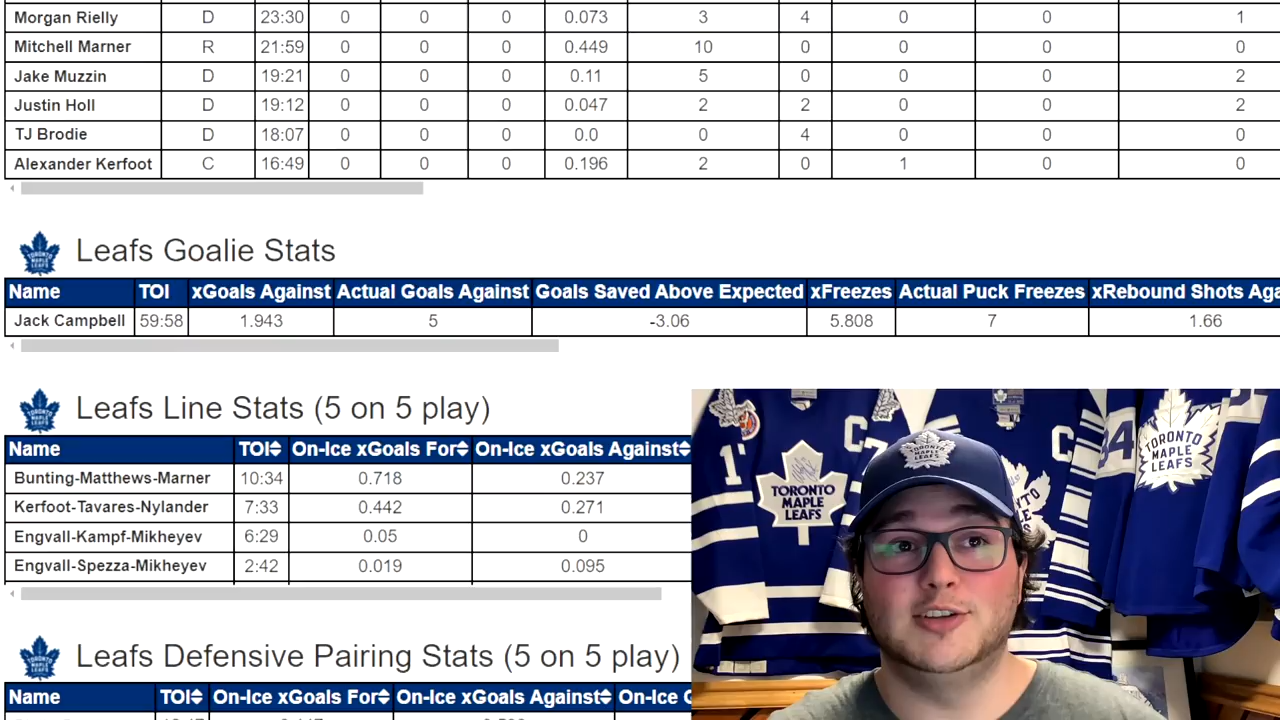 Morgan Rielly D 23:30 0 0 0 0.073 3 4 0 0 1
Mitchell Marner R 21:59 0 0 0 0.449 10 0 0 0 0
Jake Muzzin D 19:21 0 0 0 0.11 5 0 0 0 2
Justin Holl D 19:12 0 0 0 0.047 2 2 0 0 2
TJ Brodie D 18:07 0 0 0 0.0 0 4 0 0 0
Alexander Kerfoot C 16:49 0 0 0 0.196 2 0 1 0 0
Leafs Goalie Stats
Name TOI xGoals Against Actual Goals Against Goals Saved Above Expected xFreezes Actual Puck Freezes xRebound Shots Aga
Jack Campbell 59:58 1.943 5 -3.06 5.808 7 1.66
Leafs Line Stats (5 on 5 play)
Name TOI On-Ice xGoals For On-Ice xGoals Against
Bunting-Matthews-Marner 10:34 0.718 0.237
Kerfoot-Tavares-Nylander 7:33 0.442 0.271
Engvall-Kampf-Mikheyev 6:29 0.05 0
Engvall-Spezza-Mikheyev 2:42 0.019 0.095
Leafs Defensive Pairing Stats (5 on 5 play)
Name TOI On-Ice xGoals For On-Ice xGoals Against On-Ice G
C
C
TORONTO
MAPLE
LEAFS
TORONTO
MAPLE
LEAFS